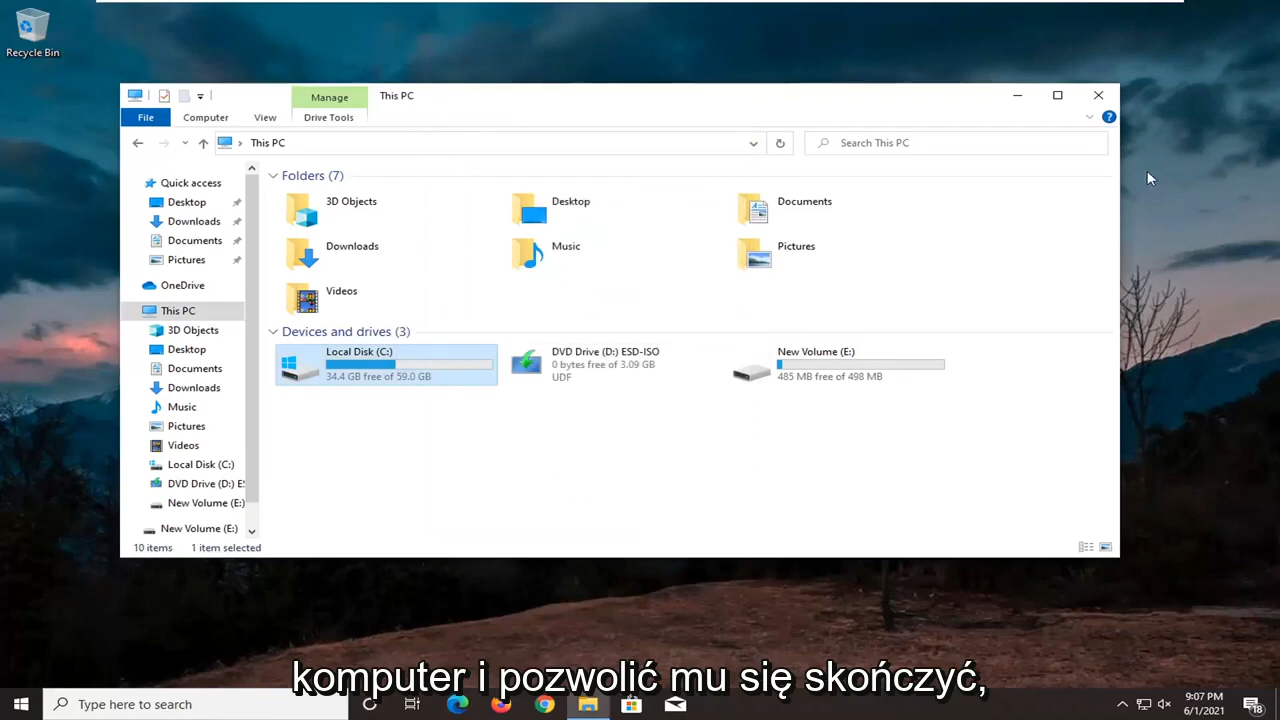 Recycle Bin
Manage
This PC
File
Computer
View
Drive Tools
This PC
Search This PC
Quick access
Desktop
Downloads
Documents
Pictures
OneDrive
This PC
3D Objects
Desktop
Documents
Downloads
Music
Pictures
Videos
Local Disk (C:)
DVD Drive (D:) ES
New Volume (E:)
New Volume (E:)
Folders (7)
3D Objects
Desktop
Documents
Downloads
Music
Pictures
Videos
Devices and drives (3)
Local Disk (C:)
34.4 GB free of 59.0 GB
DVD Drive (D:) ESD-ISO
0 bytes free of 3.09 GB
UDF
New Volume (E:)
485 MB free of 498 MB
10 items
1 item selected
komputer i pozwolić mu się skończyć,
Type here to search
9:07 PM
6/1/2021
18